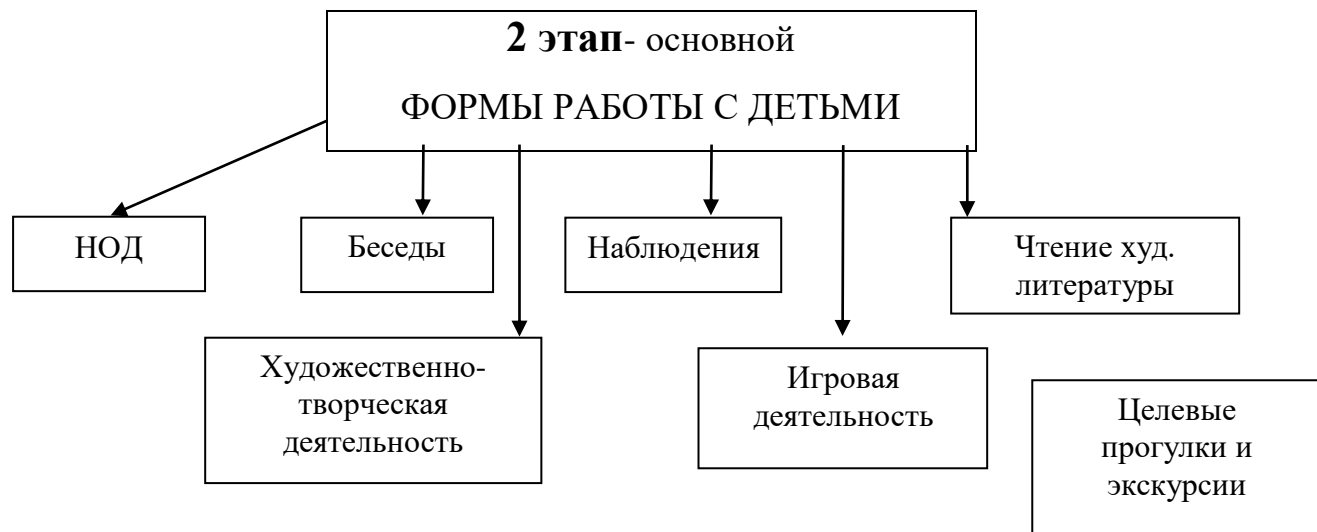 2 этап- основной
ФОРМЫ РАБОТЫ С ДЕТЬМИ
НОД
Беседы
Наблюдения
Чтение худ.
литературы
Художественно-
творческая
деятельность
Игровая
деятельность
Целевые
прогулки и
экскурсии